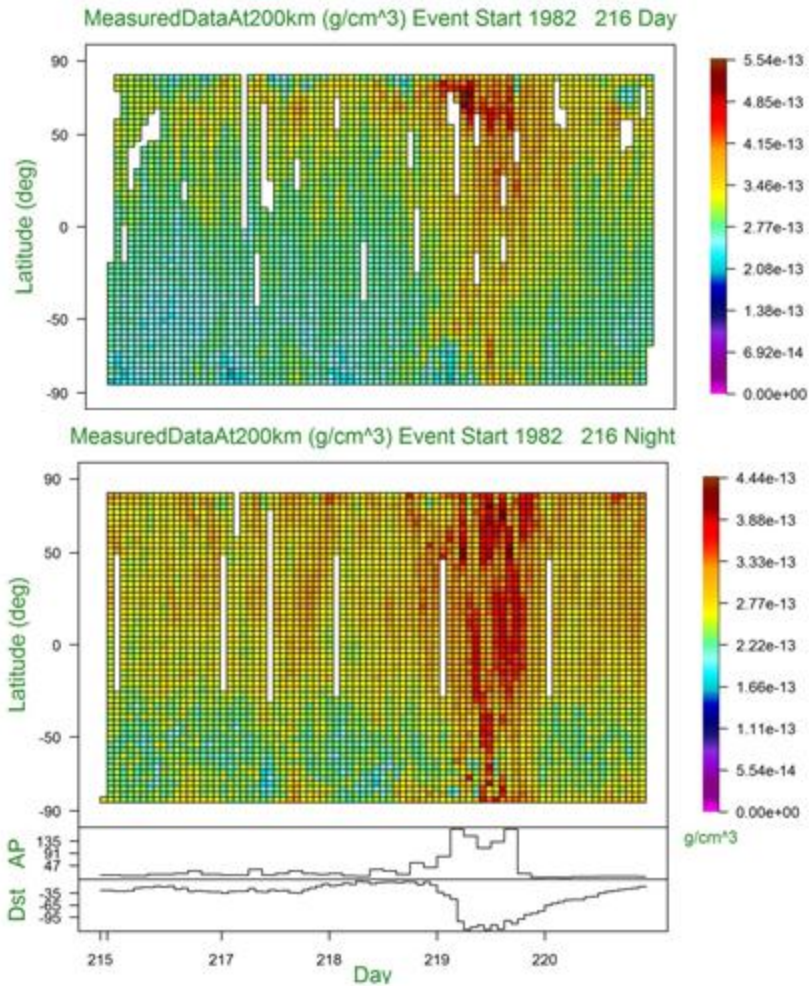 MeasuredDataAt200km (g/cm^3) Event Start 1982 216 Day
90
50
0
-50
-90
Latitude (deg)
5.54e-13
4.85e-13
4.15e-13
3.46e-13
2.77e-13
2.08e-13
1.38e-13
6.92e-14
0.00e+00
MeasuredDataAt200km (g/cm^3) Event Start 1982 216 Night
90
50
0
-50
-90
Latitude (deg)
4.44e-13
3.88e-13
3.33e-13
2.77e-13
2.22e-13
1.66e-13
1.11e-13
5.54e-14
0.00e+00
g/cm^3
AP
135
91
47
Dst
-35
-65
-95
215 217 218 219 220
Day